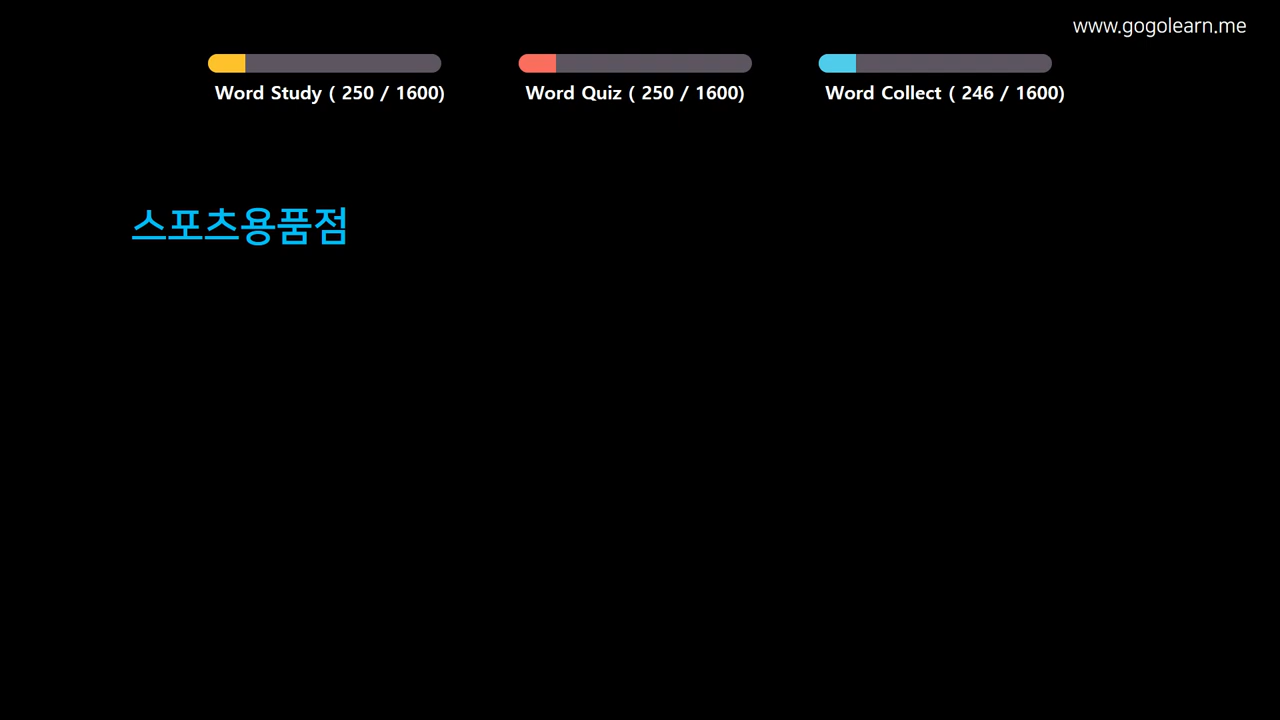 www.gogolearn.me
Word Study ( 250 / 1600)
Word Quiz ( 250 / 1600)
Word Collect ( 246 / 1600)
스포츠용품점